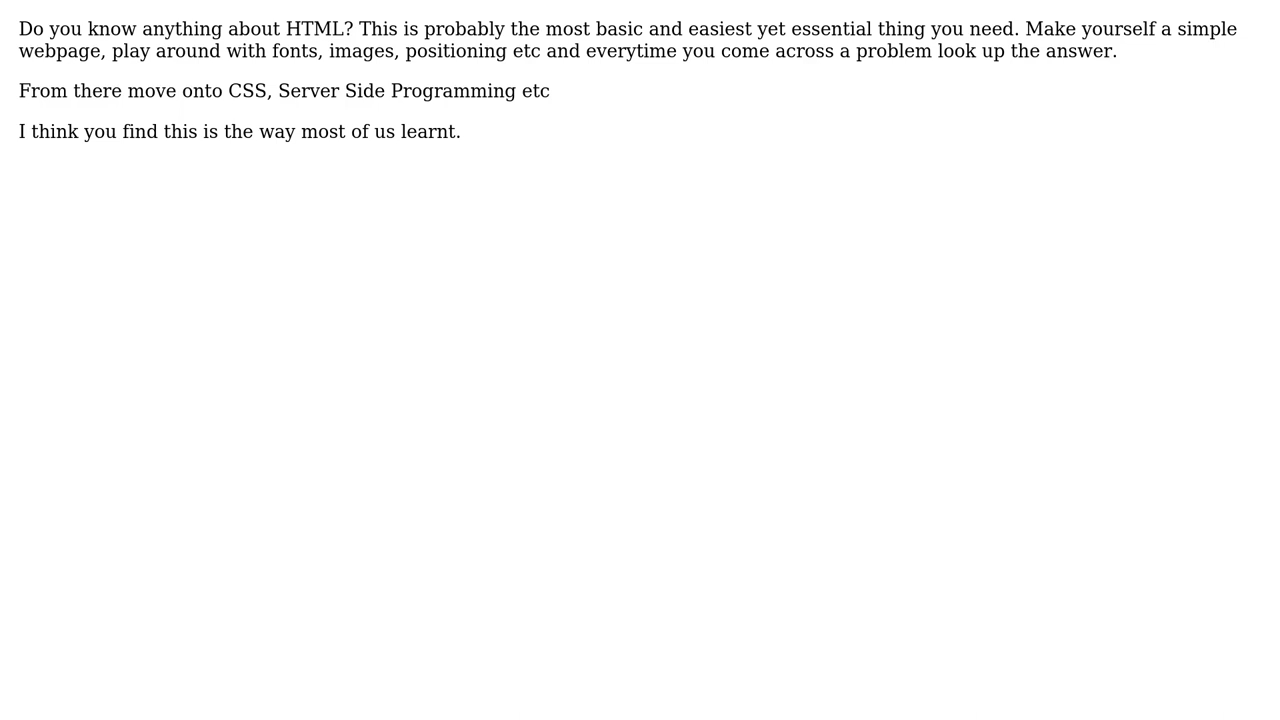 Do you know anything about HTML? This is probably the most basic and easiest yet essential thing you need. Make yourself a simple
webpage, play around with fonts, images, positioning etc and everytime you come across a problem look up the answer.
From there move onto CSS, Server Side Programming etc
I think you find this is the way most of us learnt.